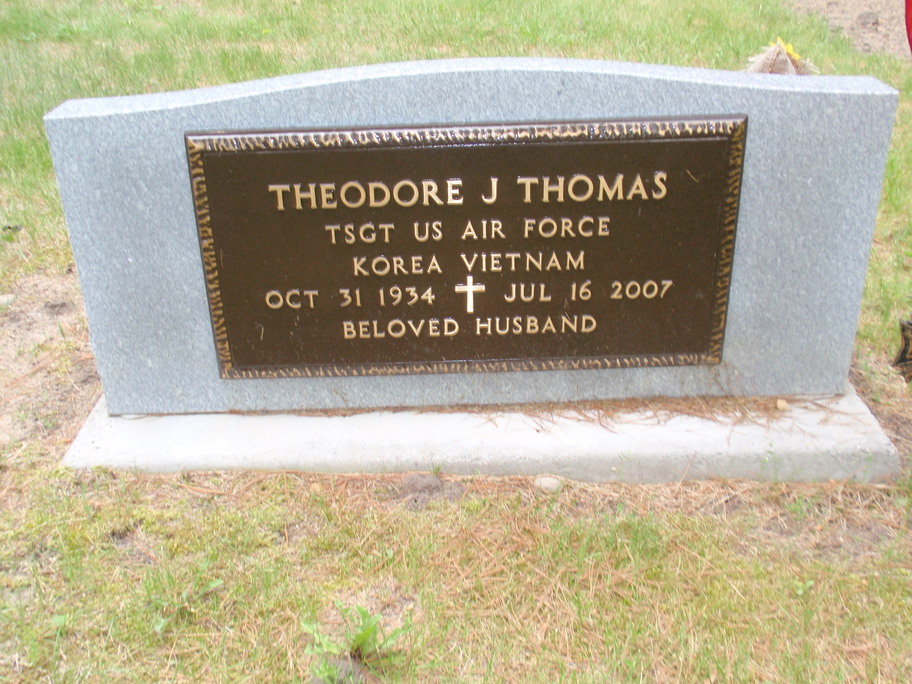 THEODORE J THOMAS
TSGT US AIR FORCE
KOREA VIETNAM
OCT 31 1934 JUL 16 2007
BELOVED HUSBAND